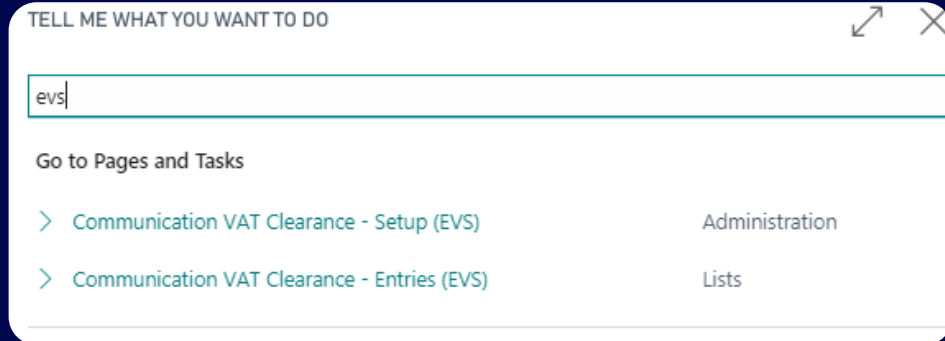 TELL ME WHAT YOU WANT TO DO
evs
Go to Pages and Tasks
Communication VAT Clearance - Setup (EVS) Administration
Communication VAT Clearance - Entries (EVS) Lists